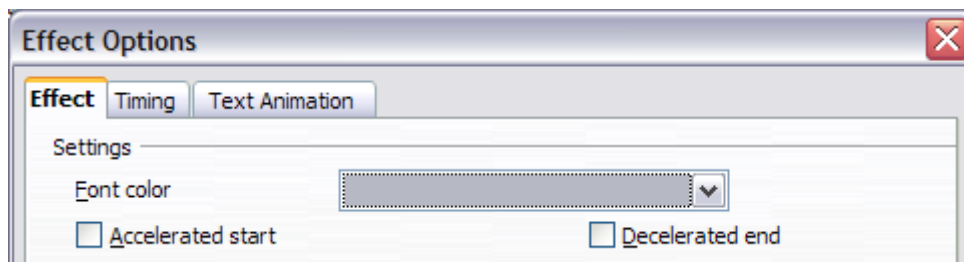 Effect Options
Effect Timing Text Animation
Settings
Font color
Accelerated start Decelerated end